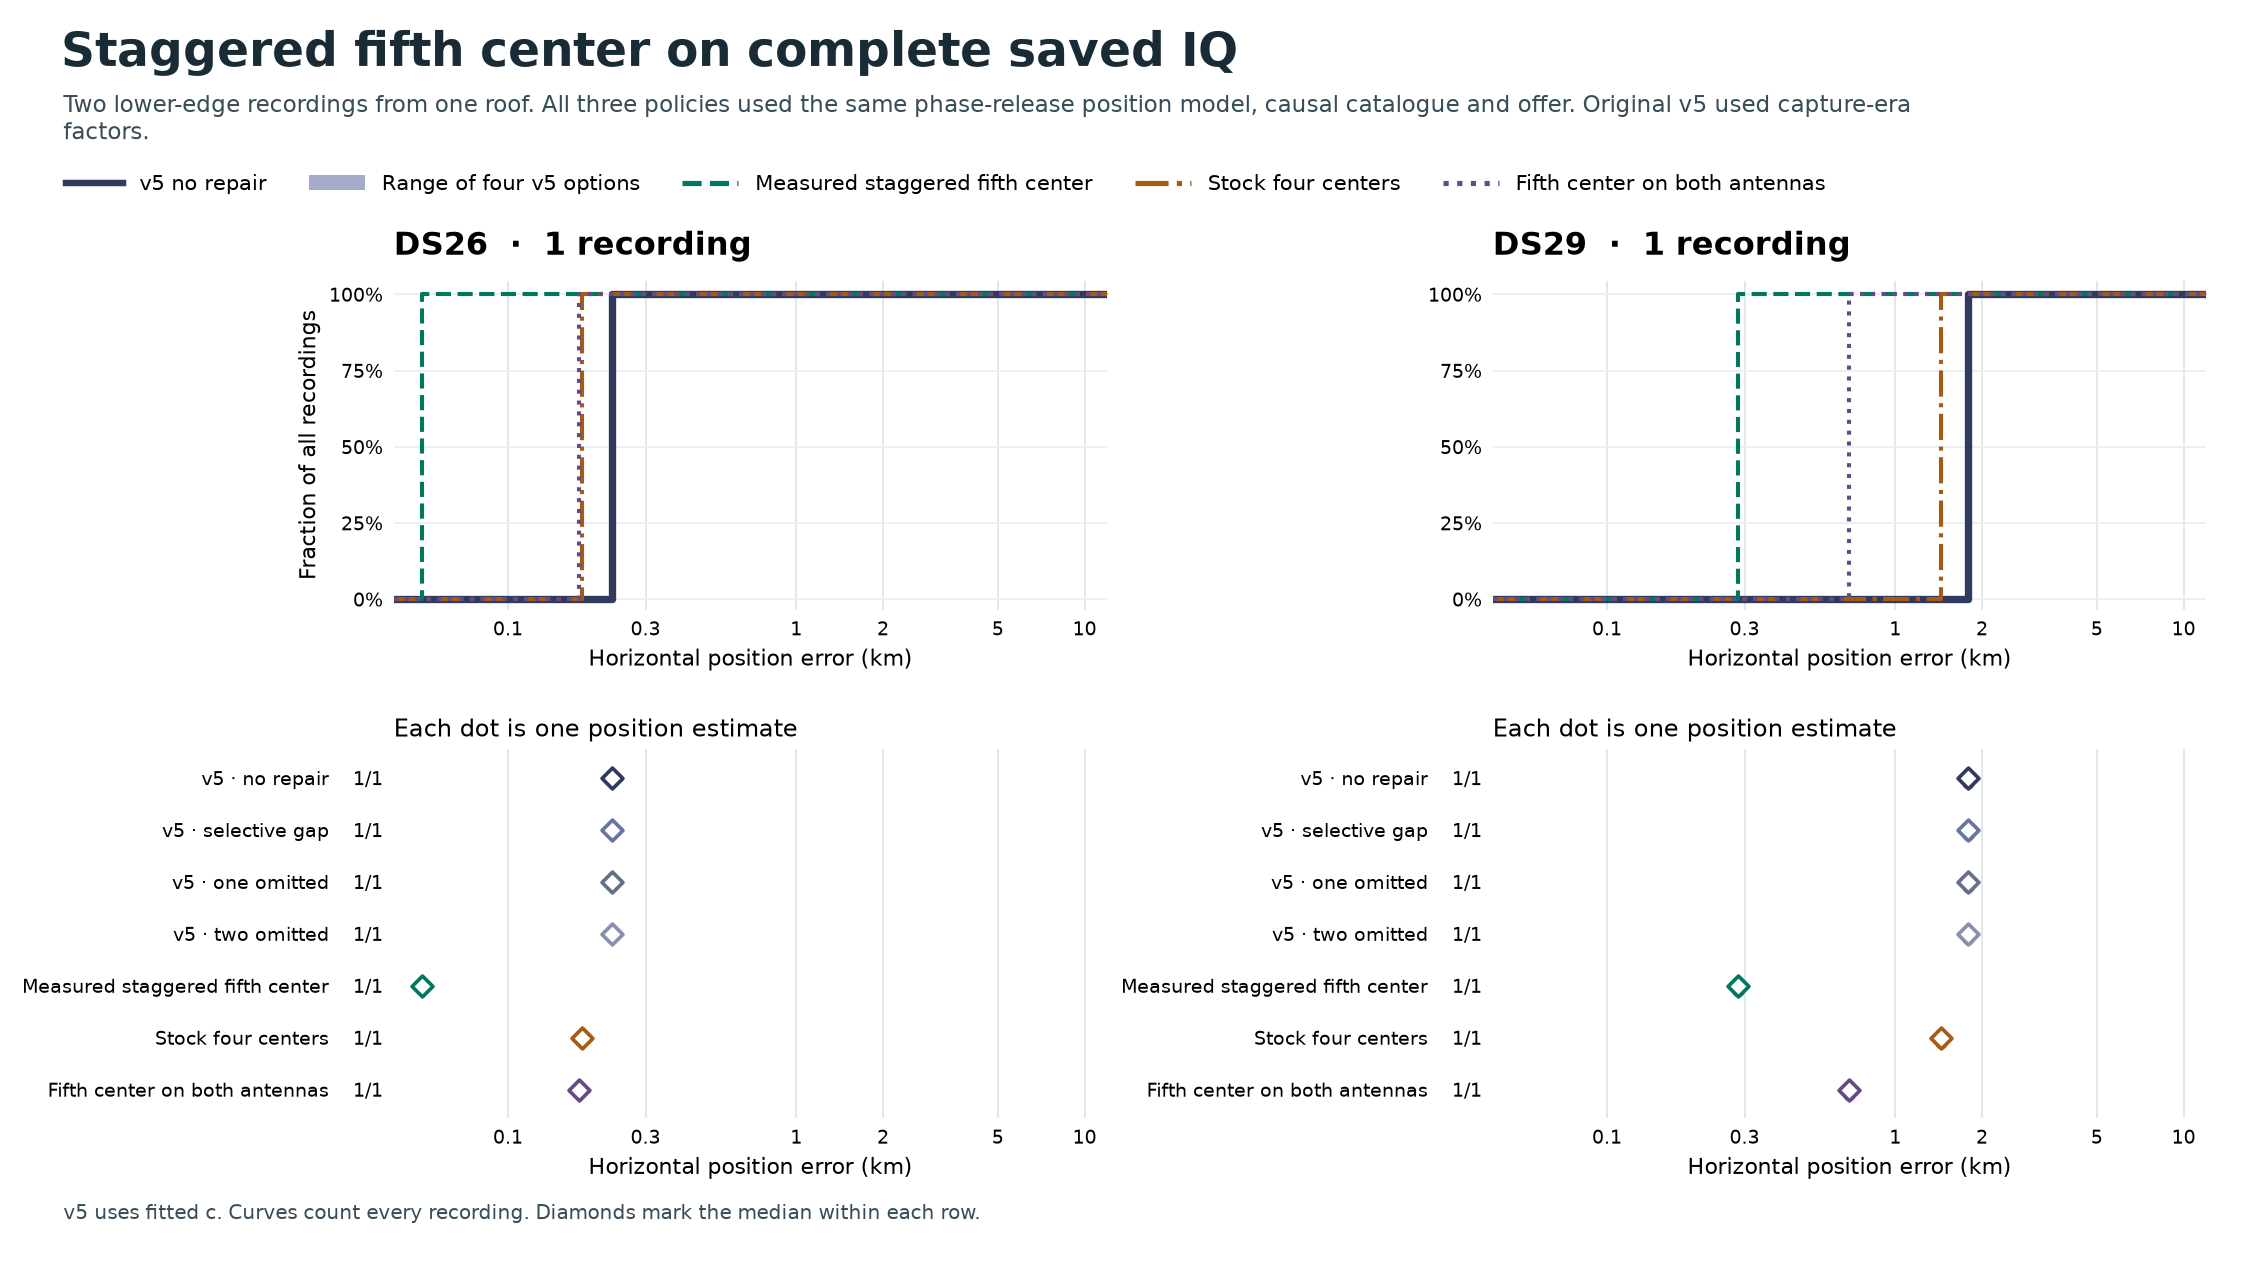 Staggered fifth center on complete saved IQ
Two lower-edge recordings from one roof. All three policies used the same phase-release position model, causal catalogue and offer. Original v5 used capture-era
factors.
v5 no repair
Range of four v5 options
Measured staggered fifth center
Stock four centers
Fifth center on both antennas
DS26 · 1 recording
Fraction of all recordings
100%
75%
50%
25%
0%
0.1 0.3 1 2 5 10
Horizontal position error (km)
DS29 · 1 recording
100%
75%
50%
25%
0%
0.1 0.3 1 2 5 10
Horizontal position error (km)
Each dot is one position estimate
v5 · no repair 1/1
v5 · selective gap 1/1
v5 · one omitted 1/1
v5 · two omitted 1/1
Measured staggered fifth center 1/1
Stock four centers 1/1
Fifth center on both antennas 1/1
0.1 0.3 1 2 5 10
Horizontal position error (km)
Each dot is one position estimate
v5 · no repair 1/1
v5 · selective gap 1/1
v5 · one omitted 1/1
v5 · two omitted 1/1
Measured staggered fifth center 1/1
Stock four centers 1/1
Fifth center on both antennas 1/1
0.1 0.3 1 2 5 10
Horizontal position error (km)
v5 uses fitted c. Curves count every recording. Diamonds mark the median within each row.